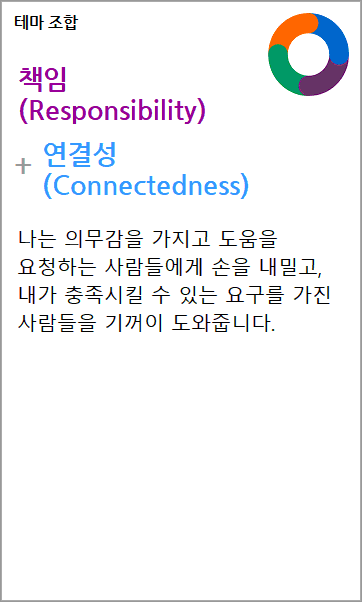 테마 조합
책임
(Responsibility)
+ 연결성
(Connectedness)
나는 의무감을 가지고 도움을
요청하는 사람들에게 손을 내밀고,
내가 충족시킬 수 있는 요구를 가진
사람들을 기꺼이 도와줍니다.